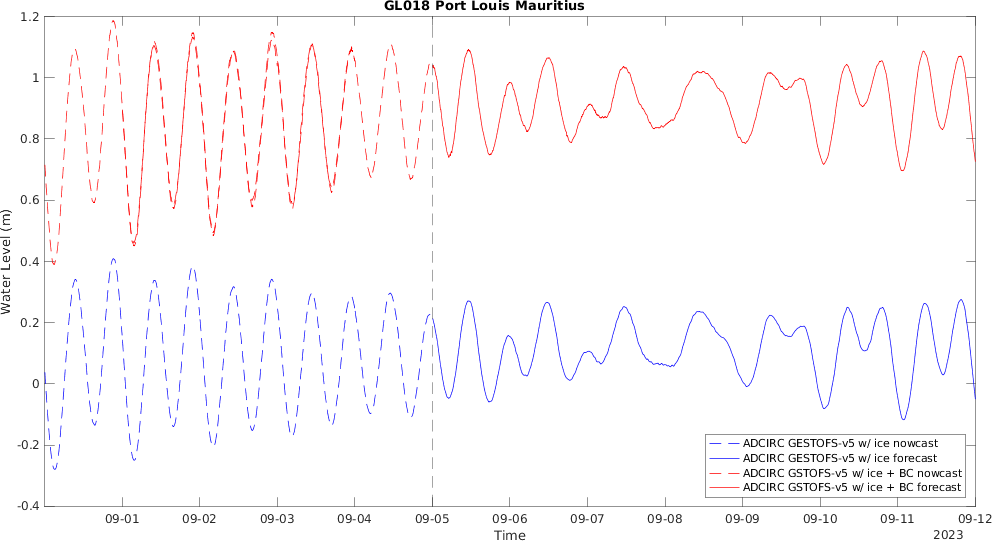 GL018 Port Louis Mauritius
Water Level (m)
1.2
1
0.8
0.6
0.4
0.2
0
-0.2
-0.4
ADCIRC GESTOFS-v5 w/ ice nowcast
ADCIRC GESTOFS-v5 w/ ice forecast
ADCIRC GSTOFS-v5 w/ ice + BC nowcast
ADCIRC GSTOFS-v5 w/ ice + BC forecast
09-01 09-02 09-03 09-04 09-05 09-06 09-07 09-08 09-09 09-10 09-11 09-12
Time
2023